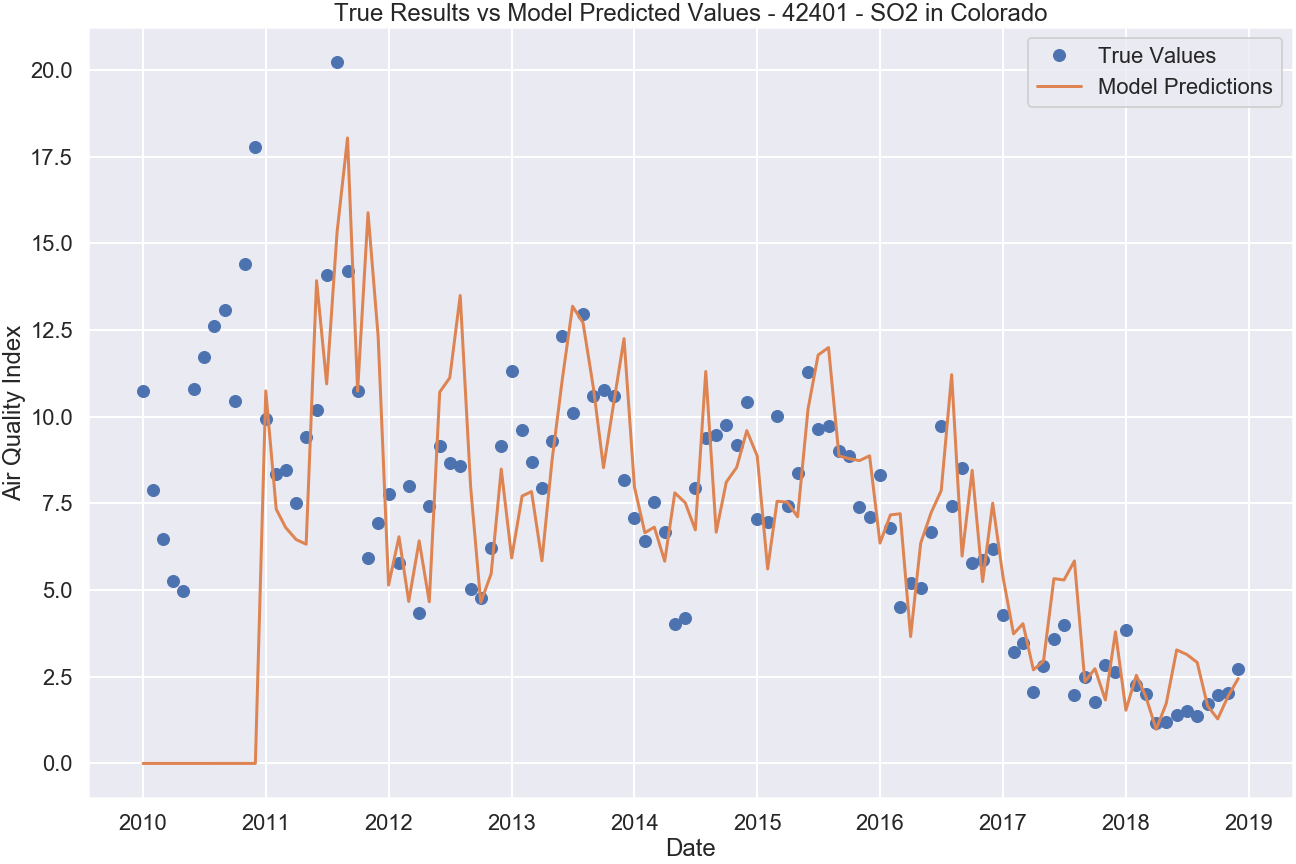 True Results vs Model Predicted Values - 42401 - SO2 in Colorado
True Values
Model Predictions
Air Quality Index
20.0
17.5
15.0
12.5
10.0
7.5
5.0
2.5
0.0
2010 2011 2012 2013 2014 2015 2016 2017 2018 2019
Date